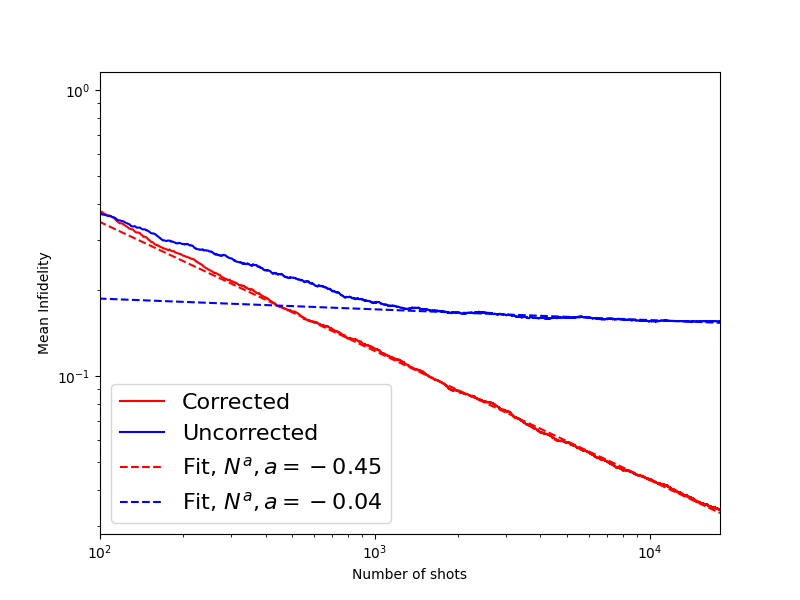 10⁰
10⁻¹
Mean Infidelity
Corrected
Uncorrected
Fit, Nᵃ, a = −0.45
Fit, Nᵃ, a = −0.04
10² 10³ 10⁴
Number of shots